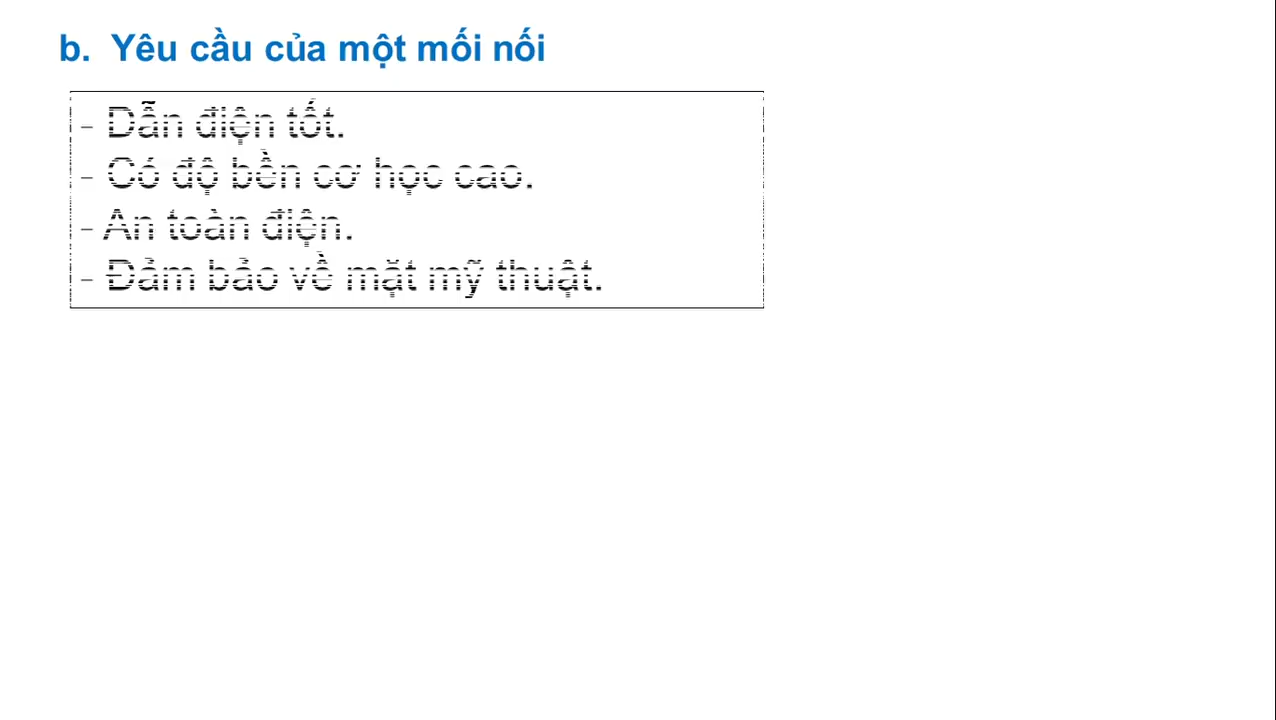 b. Yêu cầu của một mối nối
- Dẫn điện tốt.
- Có độ bền cơ học cao.
- An toàn điện.
- Đảm bảo về mặt mỹ thuật.